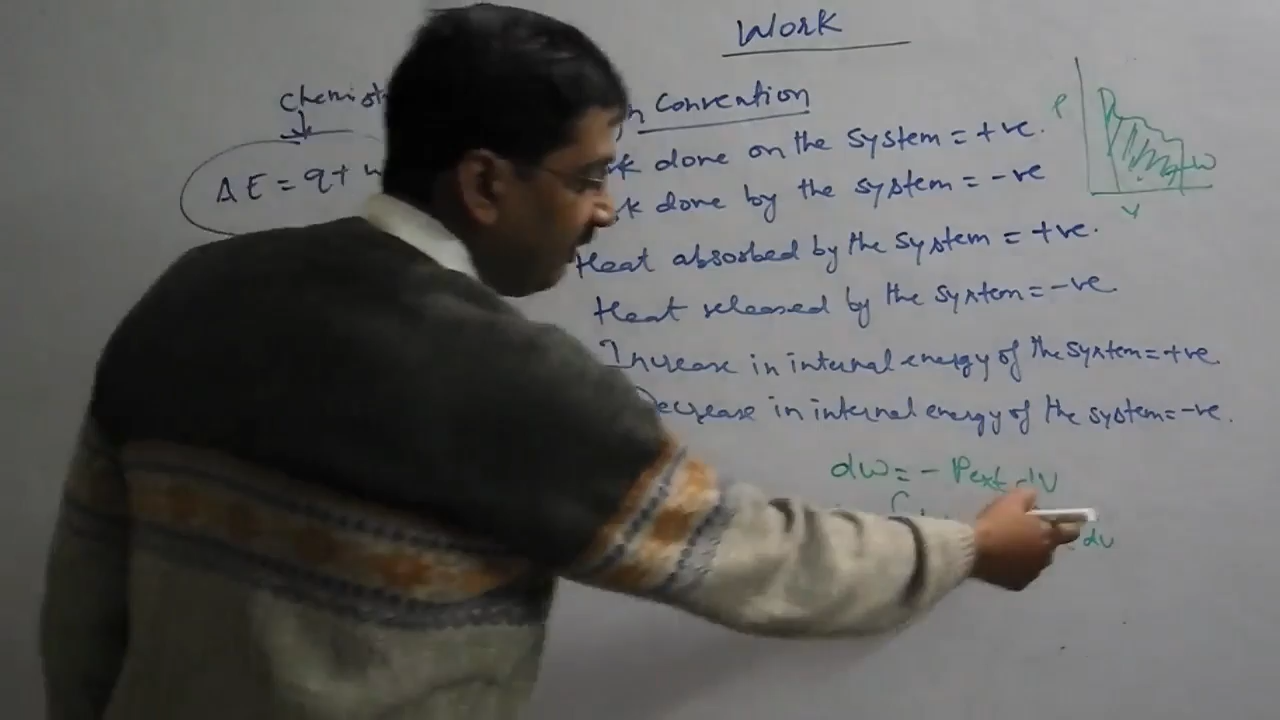 Work
Chemist
n Convention
k done on the system = +ve.
k done by the system = -ve
Heat absorbed by the system = +ve.
Heat released by the system = -ve.
Increase in internal energy of the system = +ve.
Decrease in internal energy of the system = -ve.
ΔE = q +
P
W
V
dw = - Pext dV
dV